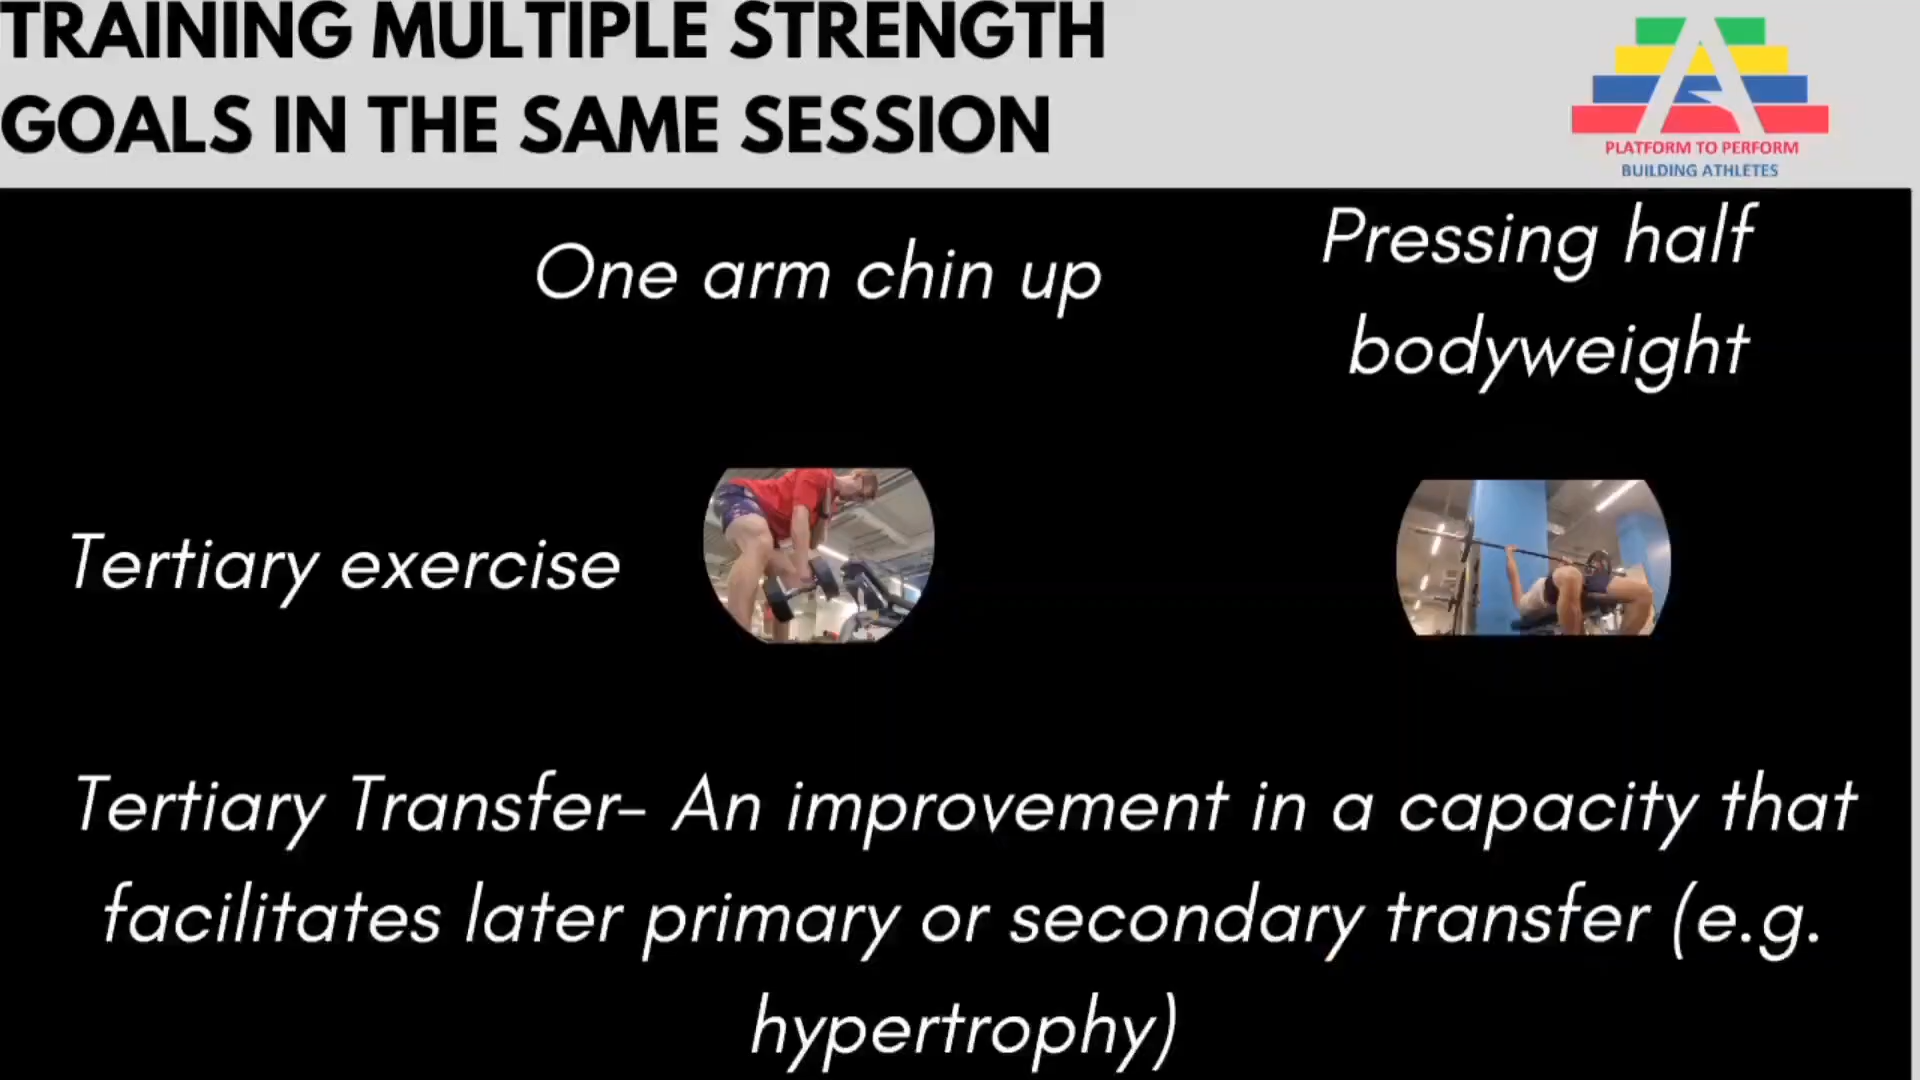 TRAINING MULTIPLE STRENGTH
GOALS IN THE SAME SESSION
PLATFORM TO PERFORM
BUILDING ATHLETES
One arm chin up
Pressing half
bodyweight
Tertiary exercise
Tertiary Transfer- An improvement in a capacity that
facilitates later primary or secondary transfer (e.g.
hypertrophy)